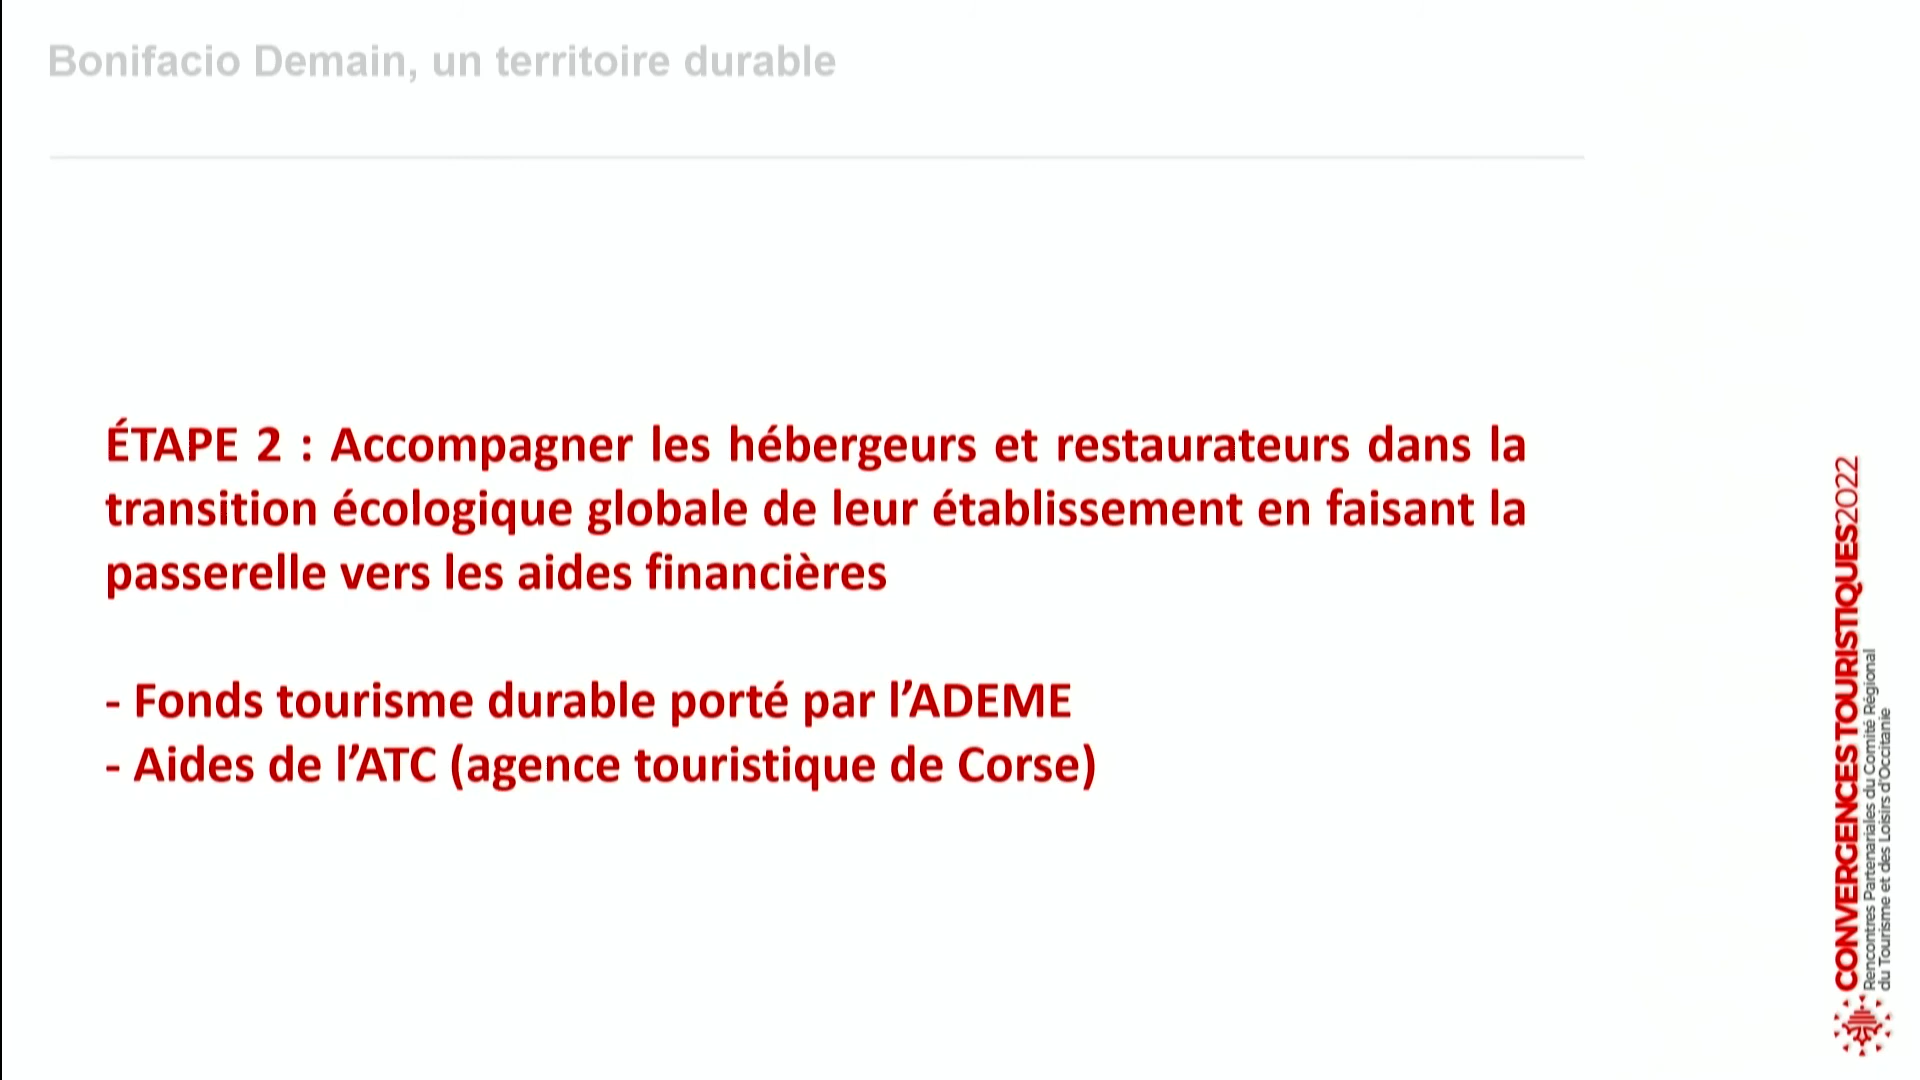 Bonifacio Demain, un territoire durable
ÉTAPE 2 : Accompagner les hébergeurs et restaurateurs dans la
transition écologique globale de leur établissement en faisant la
passerelle vers les aides financières
- Fonds tourisme durable porté par l’ADEME
- Aides de l’ATC (agence touristique de Corse)
CONVERGENCESTOURISTIQUES2022
Rencontres Partenariales du Comité Régional
du Tourisme et des Loisirs d'Occitanie